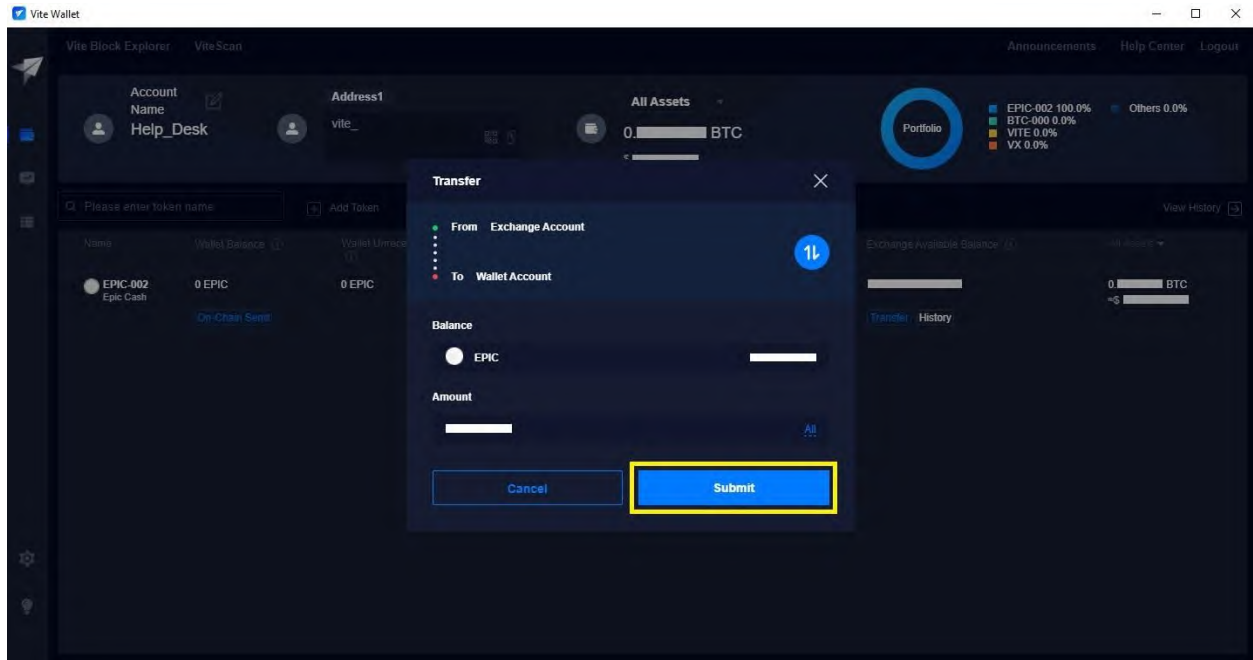 Vite Wallet
Vite Block Explorer ViteScan Announcements Help Center Logout
Account Name
Help_Desk
Address1
vite_
All Assets
0. BTC
$
Portfolio
EPIC-002 100.0% Others 0.0%
BTC-000 0.0%
VITE 0.0%
VX 0.0%
Please enter token name Add Token View History
Name Wallet Balance Exchange Available Balance All Assets
EPIC-002 0 EPIC 0 EPIC 0. BTC
Epic Cash ≈$
On-Chain Send Transfer History
Transfer
From Exchange Account
To Wallet Account
Balance
EPIC
Amount
All
Cancel Submit